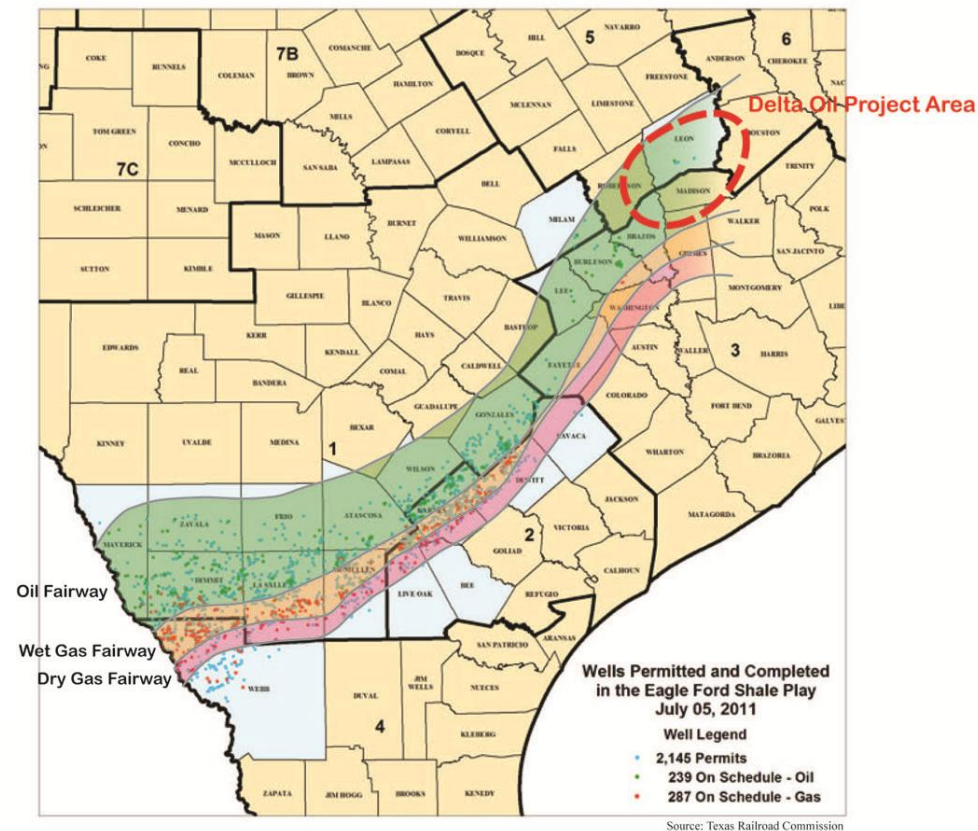 HILL
5
NAVARRO
6
COKE
RUNNELS
COLEMAN
7B
BROWN
COMANCHE
BOSQUE
ANDERSON
CHEROKEE
NAC
HAMILTON
FREESTONE
MCLENNAN
LIMESTONE
Delta Oil Project Area
MILLS
TOM GREEN
CONCHO
CORYELL
LEON
HOUSTON
FALLS
7C
MCCULLOCH
SAN SABA
LAMPASAS
TRINITY
BELL
ROBERTSON
MADISON
SCHLEICHER
MENARD
MILAM
POLK
MASON
LLANO
BURNET
WILLIAMSON
BRAZOS
WALKER
SUTTON
KIMBLE
BURLESON
GRIMES
SAN JACINTO
GILLESPIE
BLANCO
TRAVIS
LEE
MONTGOMERY
LIBE
WASHINGTON
EDWARDS
KERR
HAYS
BASTROP
REAL
KENDALL
AUSTIN
WALLER
3
HARRIS
BANDERA
COMAL
CALDWELL
FAYETTE
GUADALUPE
COLORADO
FORT BEND
GALVES
KINNEY
UVALDE
MEDINA
1
BEXAR
GONZALES
LAVACA
WHARTON
BRAZORIA
WILSON
DEWITT
JACKSON
MATAGORDA
ZAVALA
FRIO
ATASCOSA
KARNES
VICTORIA
MAVERICK
2
GOLIAD
CALHOUN
DIMMIT
LA SALLE
MCMULLEN
LIVE OAK
BEE
REFUGIO
Oil Fairway
SAN PATRICIO
ARANSAS
Wet Gas Fairway
Dry Gas Fairway
WEBB
DUVAL
JIM
WELLS
NUECES
4
KLEBERG
ZAPATA
JIM HOGG
BROOKS
KENEDY
Wells Permitted and Completed
in the Eagle Ford Shale Play
July 05, 2011
Well Legend
2,145 Permits
239 On Schedule - Oil
287 On Schedule - Gas
Source: Texas Railroad Commission